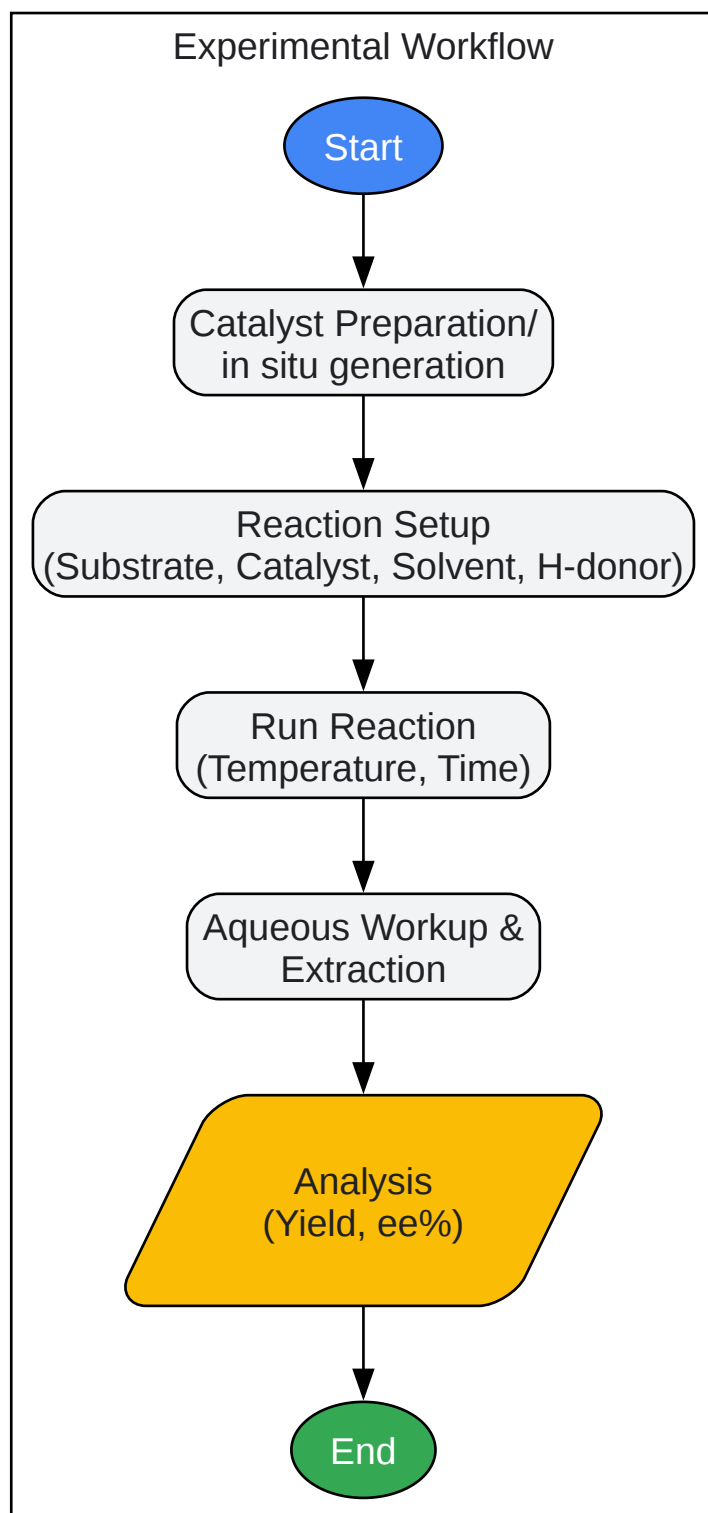 Experimental Workflow
Start
Catalyst Preparation/
in situ generation
Reaction Setup
(Substrate, Catalyst, Solvent, H-donor)
Run Reaction
(Temperature, Time)
Aqueous Workup &
Extraction
Analysis
(Yield, ee%)
End